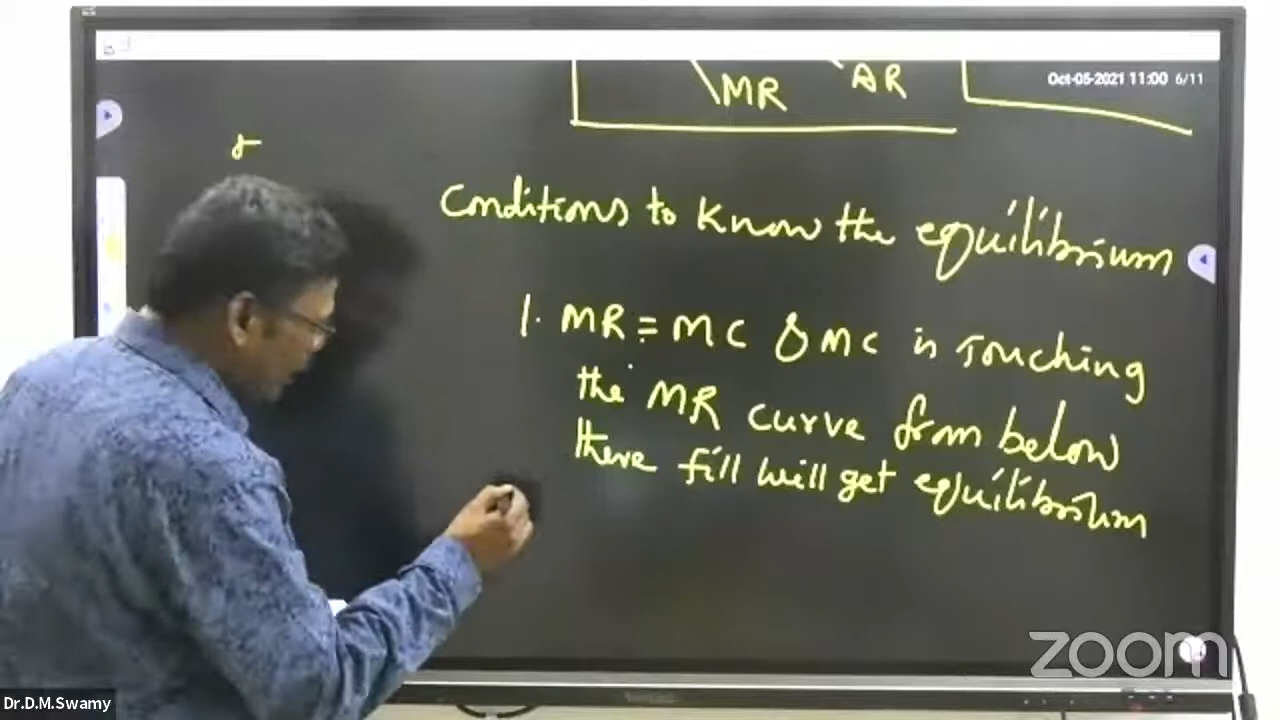 MR
AR
Oct-05-2021 11:00 6/11
Conditions to know the equilibrium
1. MR = MC & MC is touching
the MR curve from below
there fill will get equilibrium
zoom
Dr.D.M.Swamy